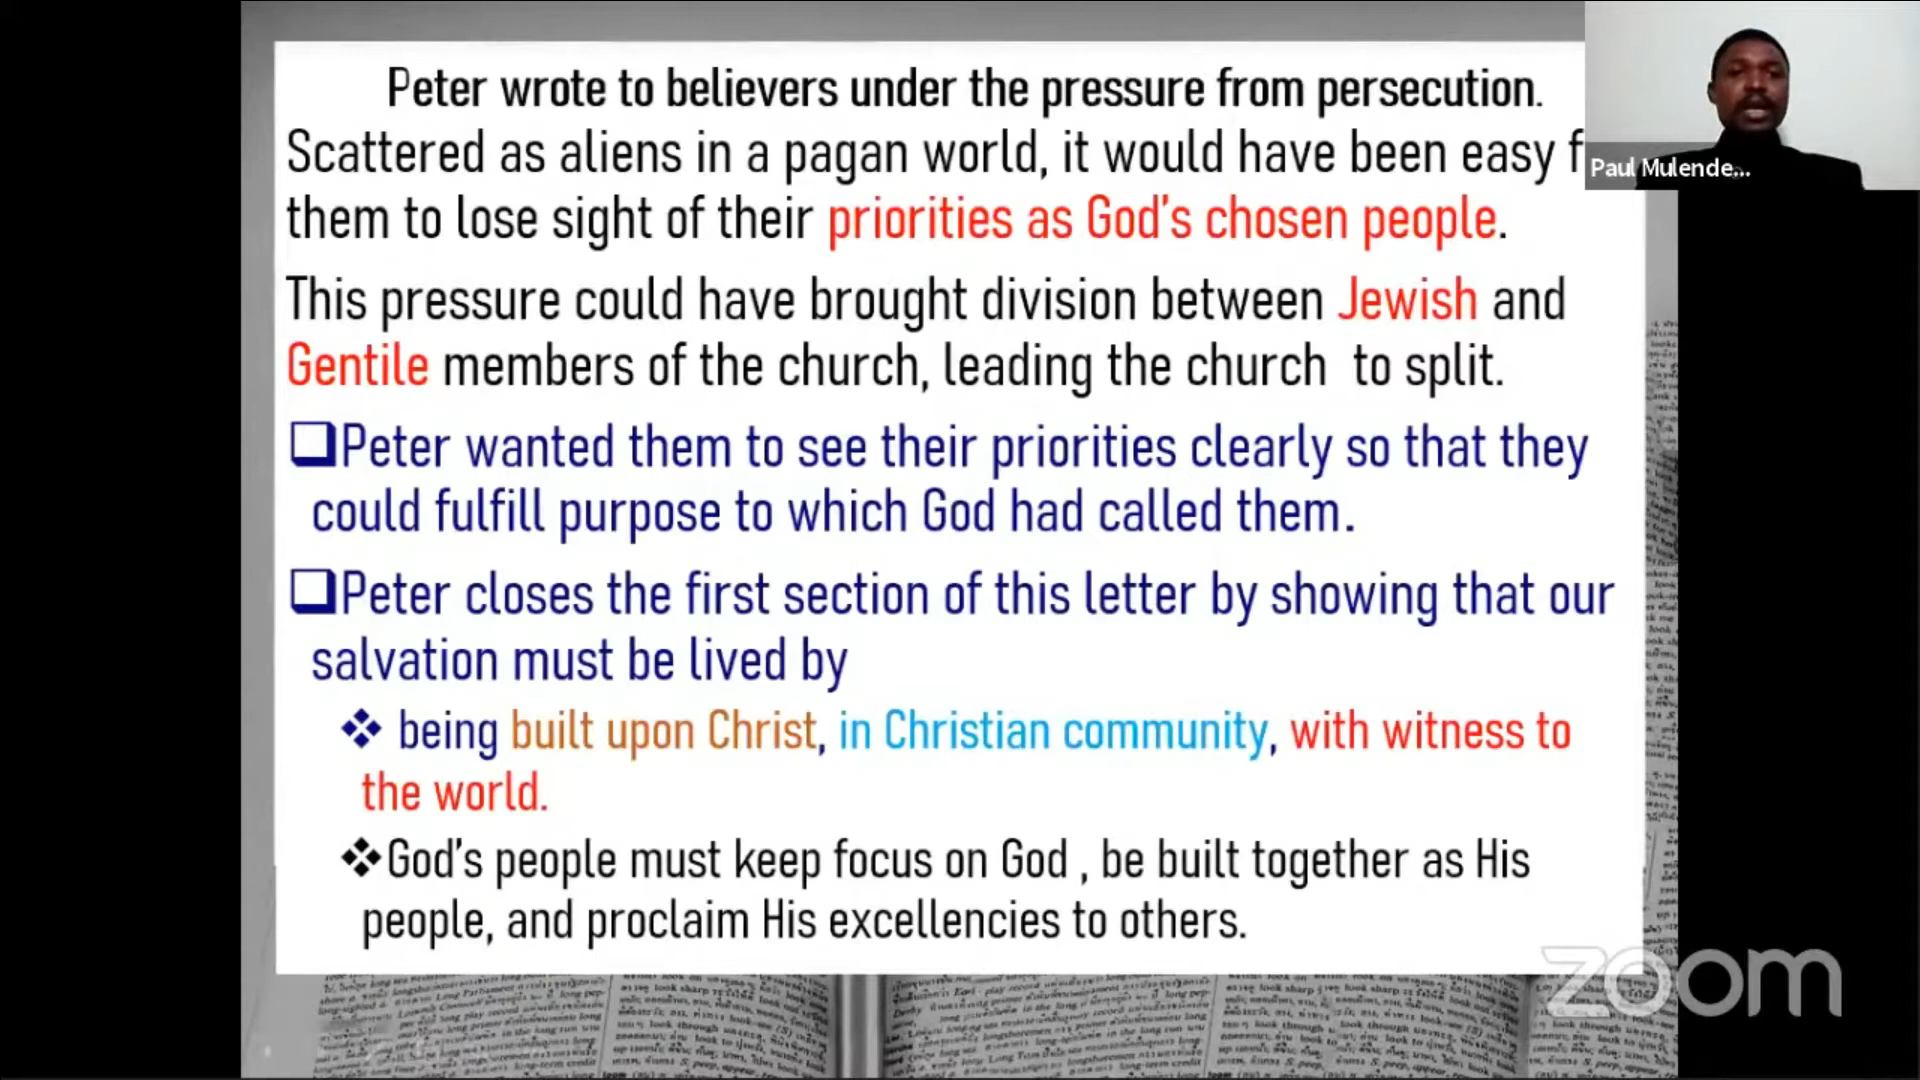 Peter wrote to believers under the pressure from persecution.
Scattered as aliens in a pagan world, it would have been easy f
them to lose sight of their priorities as God's chosen people.
This pressure could have brought division between Jewish and
Gentile members of the church, leading the church to split.
❑Peter wanted them to see their priorities clearly so that they
could fulfill purpose to which God had called them.
❑Peter closes the first section of this letter by showing that our
salvation must be lived by
❖ being built upon Christ, in Christian community, with witness to
the world.
❖God's people must keep focus on God , be built together as His
people, and proclaim His excellencies to others.
Paul Mulende...
zoom